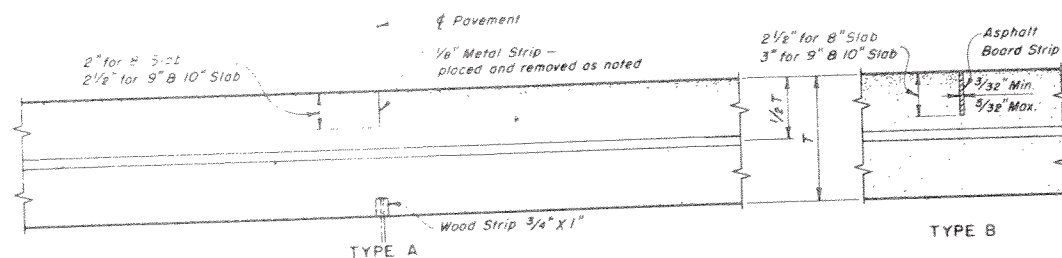 ℄ Pavement
2" for 8" Slab
2½" for 9" & 10" Slab
⅛" Metal Strip –
placed and removed as noted
½ T
T
Wood Strip ¾" X 1"
TYPE A
2½" for 8" Slab
3" for 9" & 10" Slab
Asphalt
Board Strip
3/32" Min.
5/32" Max.
TYPE B